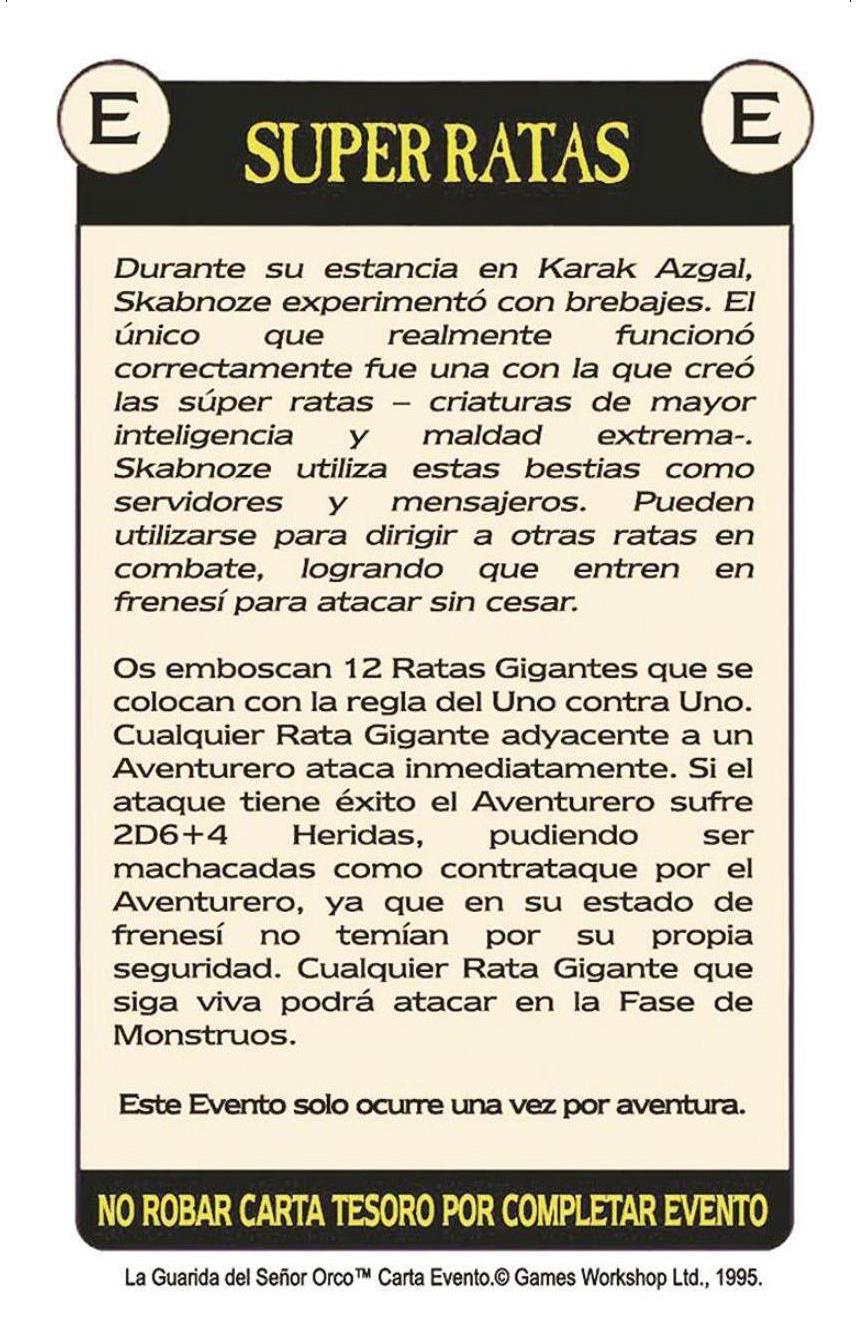 E
SUPER RATAS
E
Durante su estancia en Karak Azgal,
Skabnoze experimentó con brebajes. El
único que realmente funcionó
correctamente fue una con la que creó
las súper ratas – criaturas de mayor
inteligencia y maldad extrema-.
Skabnoze utiliza estas bestias como
servidores y mensajeros. Pueden
utilizarse para dirigir a otras ratas en
combate, logrando que entren en
frenesí para atacar sin cesar.
Os emboscan 12 Ratas Gigantes que se
colocan con la regla del Uno contra Uno.
Cualquier Rata Gigante adyacente a un
Aventurero ataca inmediatamente. Si el
ataque tiene éxito el Aventurero sufre
2D6+4 Heridas, pudiendo ser
machacadas como contrataque por el
Aventurero, ya que en su estado de
frenesí no temían por su propia
seguridad. Cualquier Rata Gigante que
siga viva podrá atacar en la Fase de
Monstruos.
Este Evento solo ocurre una vez por aventura.
NO ROBAR CARTA TESORO POR COMPLETAR EVENTO
La Guarida del Señor Orco™ Carta Evento.© Games Workshop Ltd., 1995.